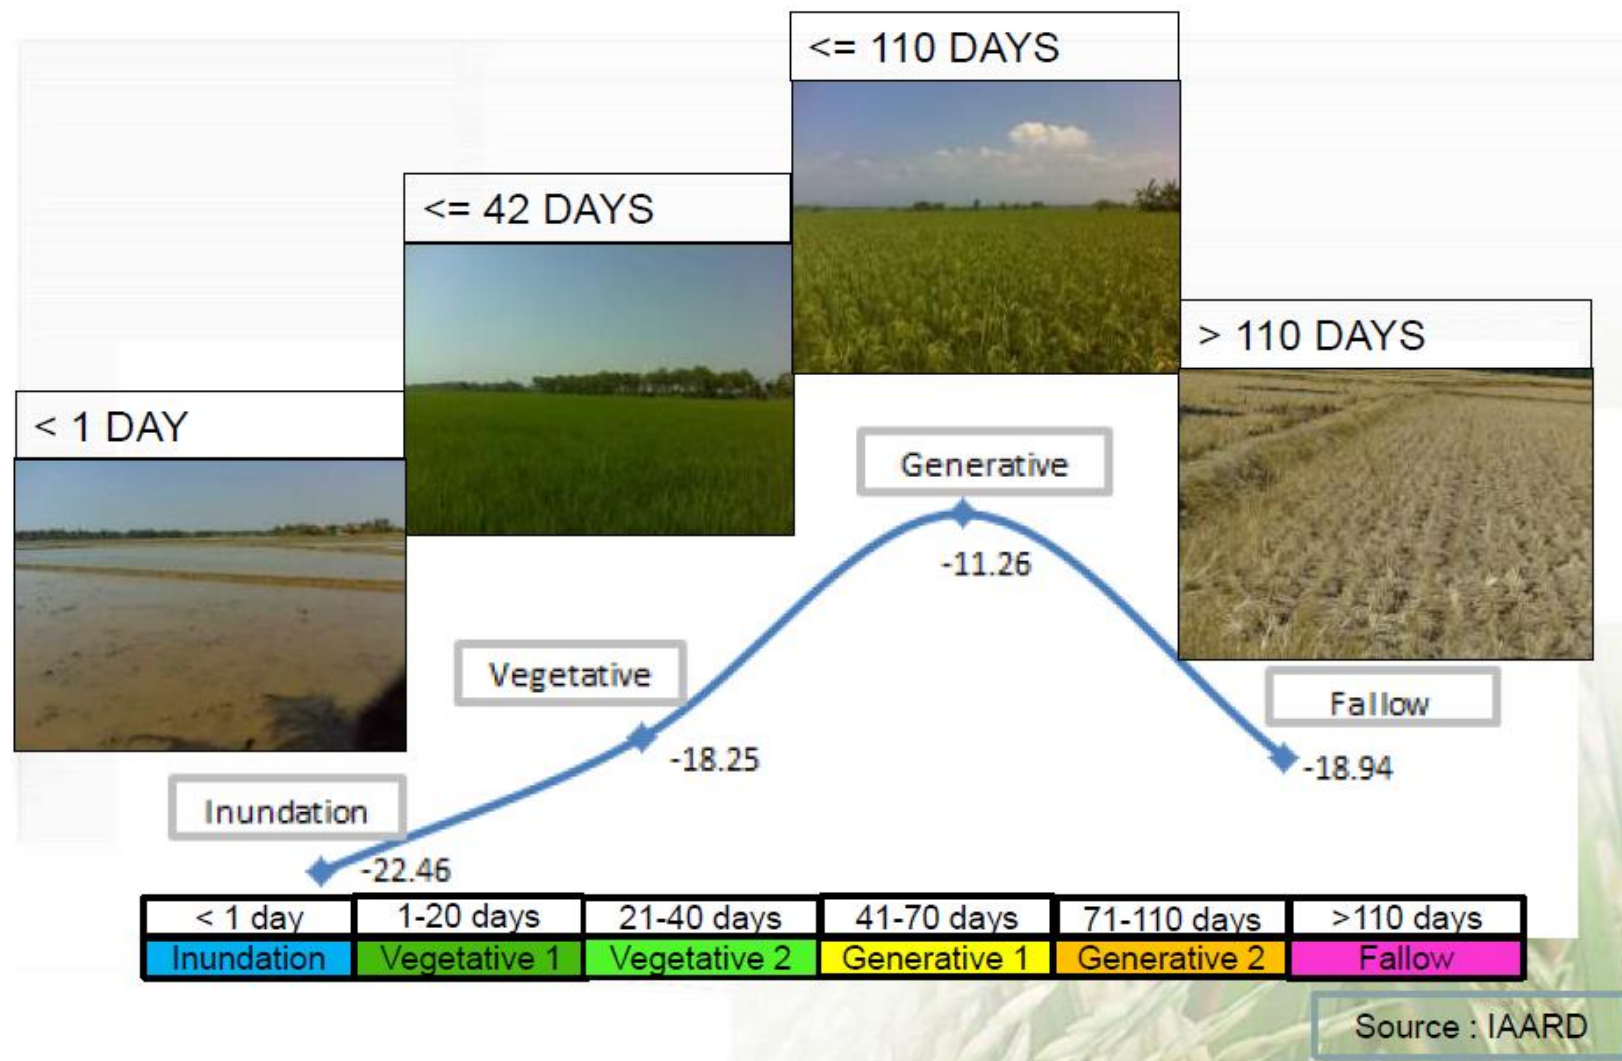 <= 110 DAYS
<= 42 DAYS
> 110 DAYS
< 1 DAY
Generative
-11.26
Vegetative
-18.25
Fallow
-18.94
Inundation
-22.46
< 1 day 1-20 days 21-40 days 41-70 days 71-110 days >110 days
Inundation Vegetative 1 Vegetative 2 Generative 1 Generative 2 Fallow
Source : IAARD